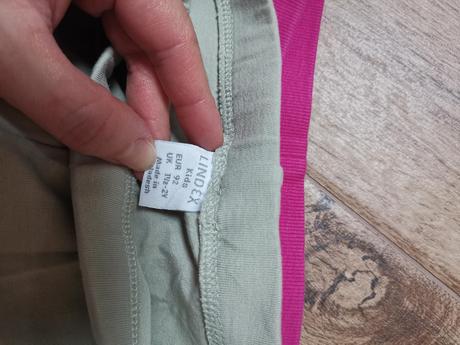 LINDEX
Kids
EUR 92
UK 1½-2Y
Made in